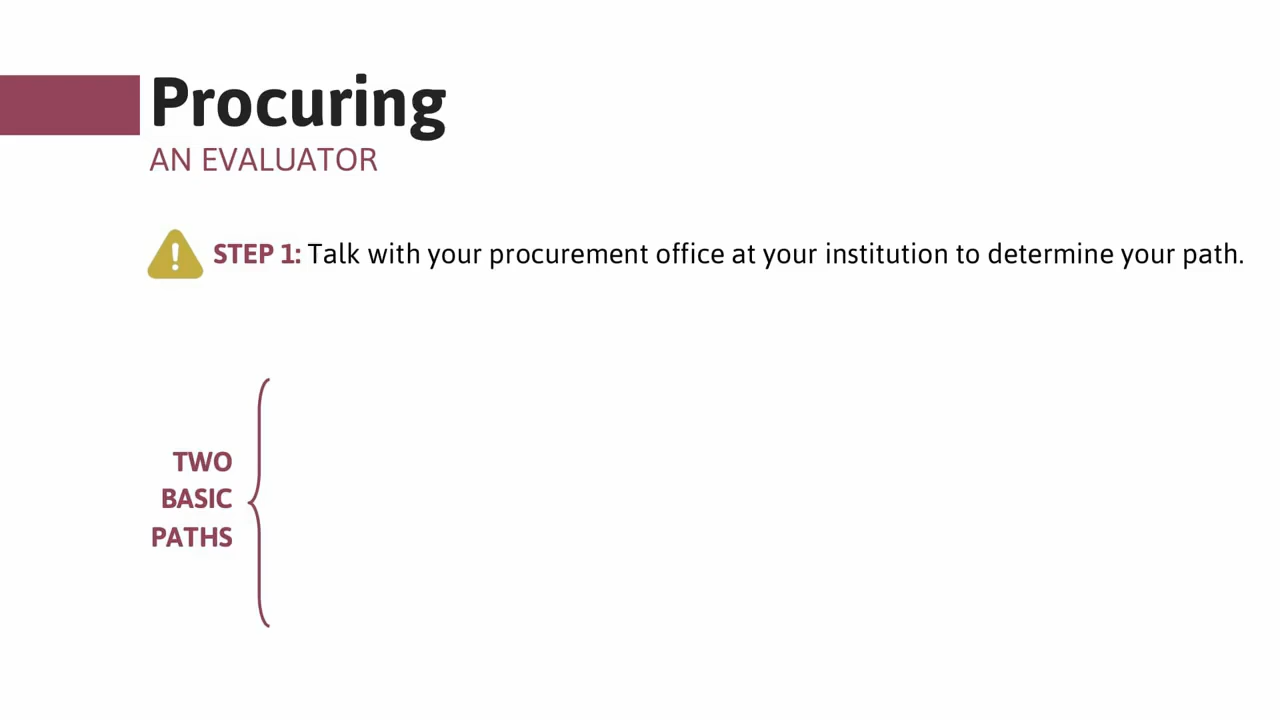 Procuring
AN EVALUATOR
STEP 1: Talk with your procurement office at your institution to determine your path.
TWO
BASIC
PATHS